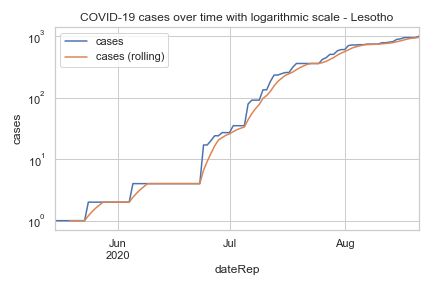 COVID-19 cases over time with logarithmic scale - Lesotho
cases
cases (rolling)
10³
10²
10¹
10⁰
cases
Jun
2020
Jul
Aug
dateRep